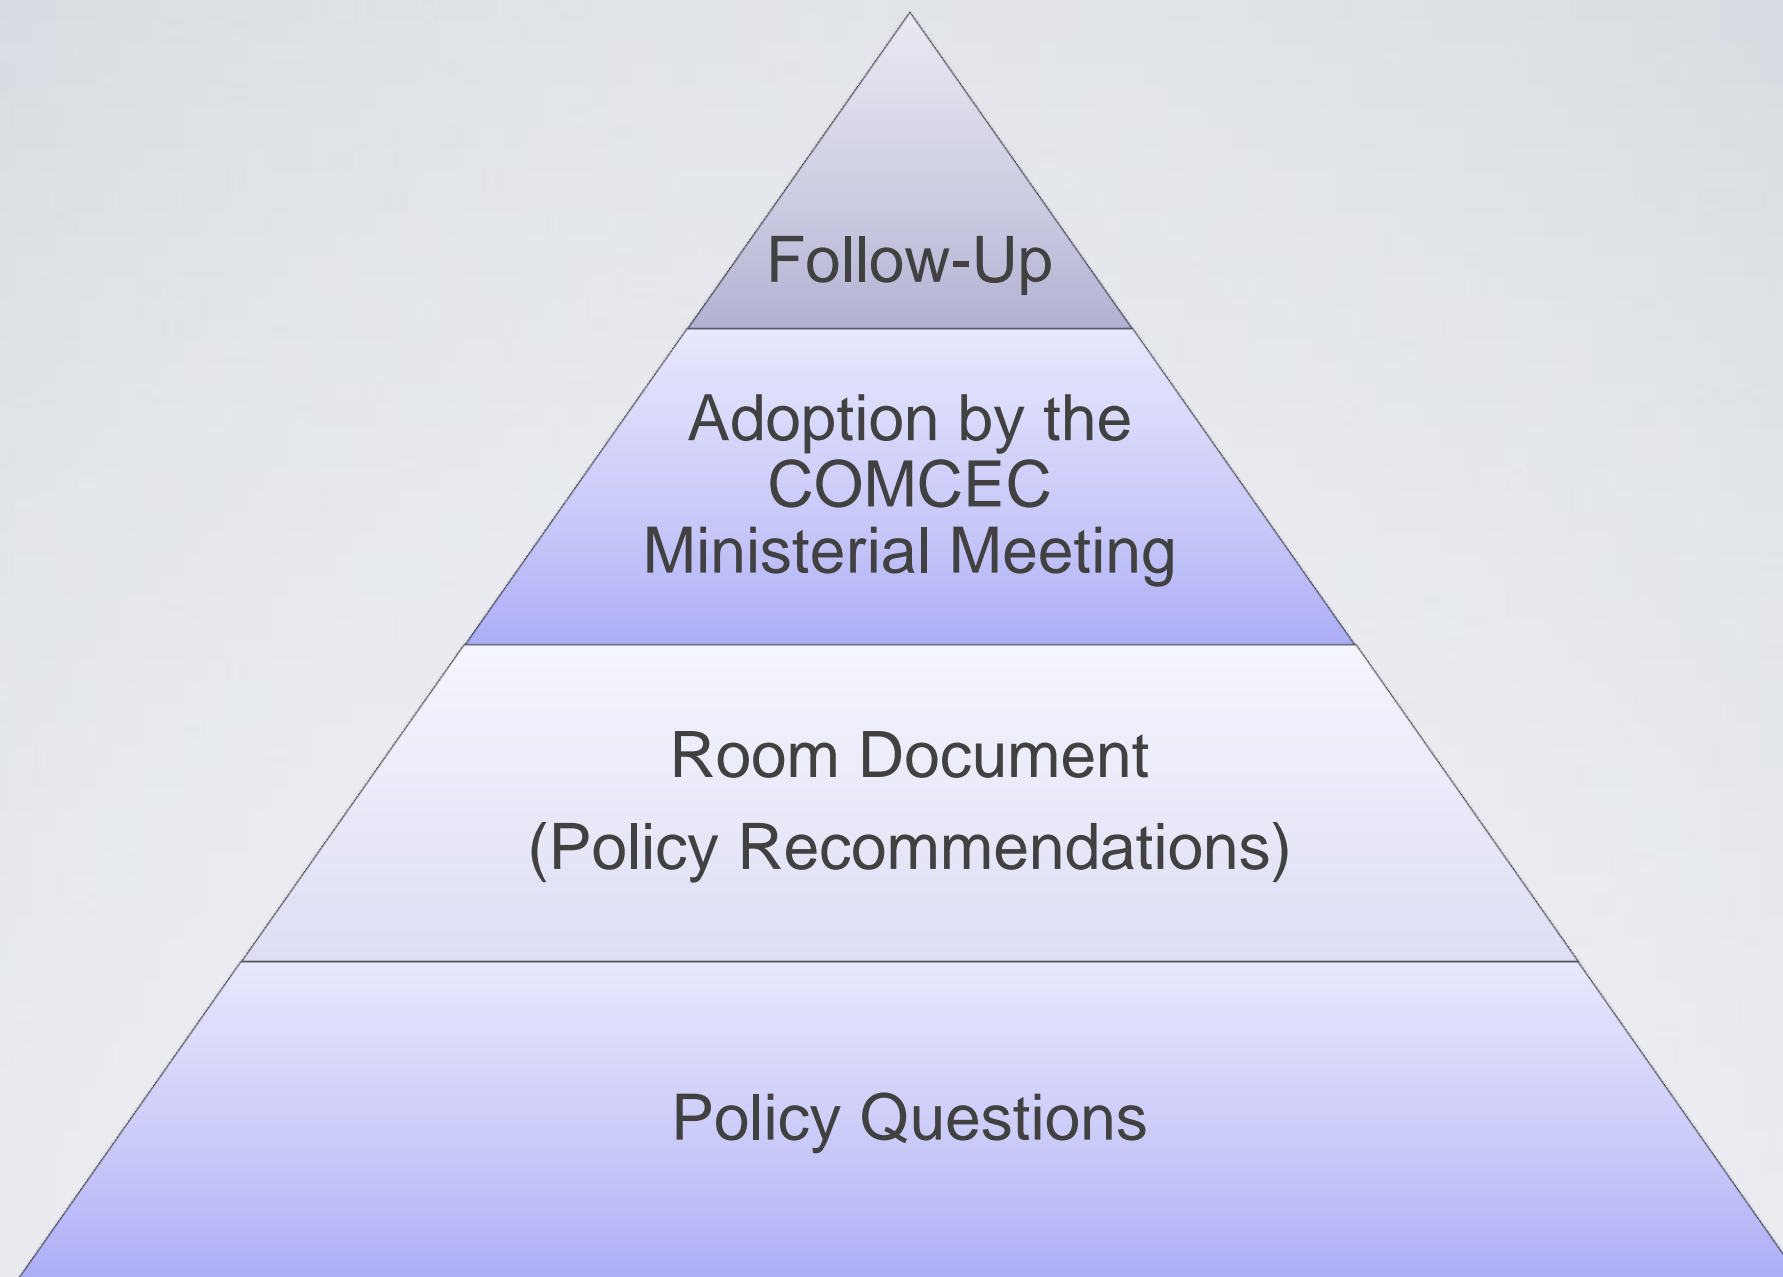 Follow-Up
Adoption by the
COMCEC
Ministerial Meeting
Room Document
(Policy Recommendations)
Policy Questions